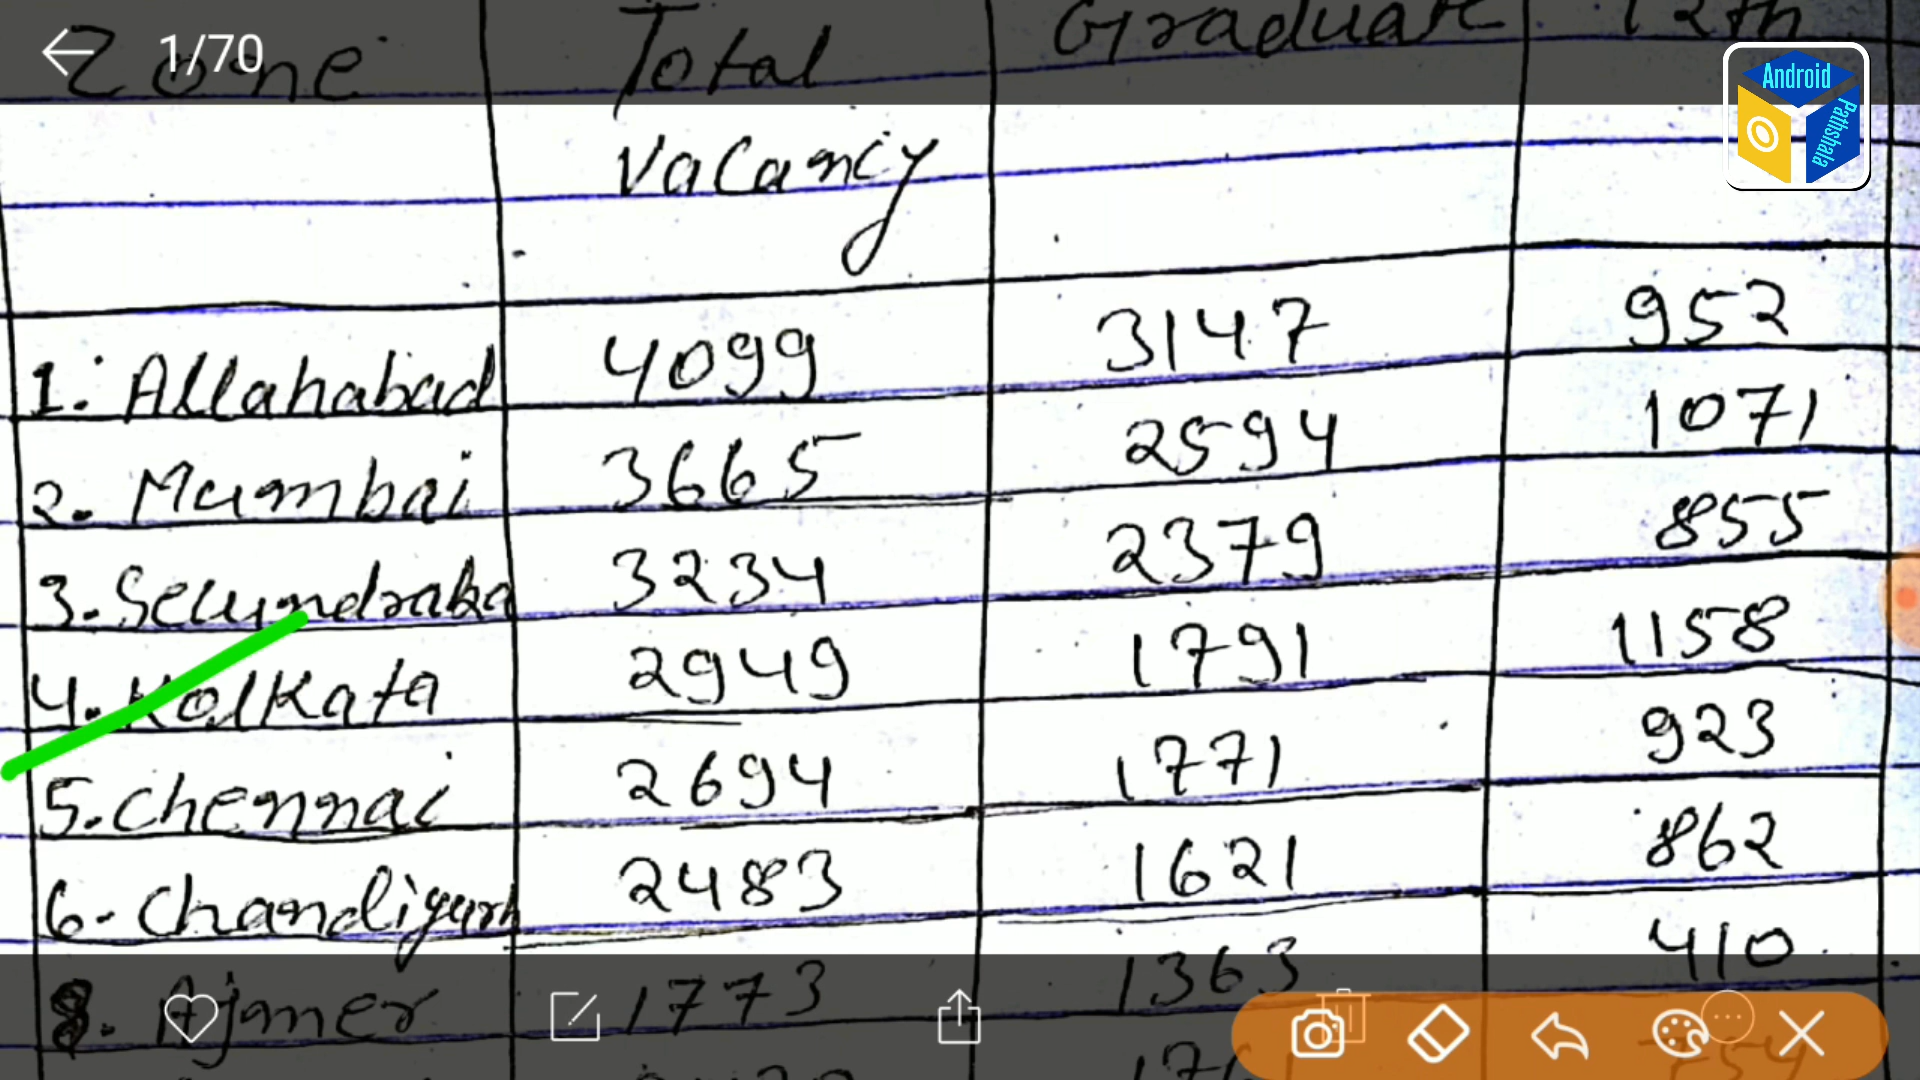 1/70
Zone Total Graduate 12th
Vacancy
Android
Pathshala
1. Allahabad 4099 3147 952
2. Mumbai 3665 2594 1071
3. Secundraba 3234 2379 855
4. Kolkata 2949 1791 1158
5. Chennai 2694 1771 923
6. Chandigarh 2483 1621 862
8. Ajmer 1773 1363 410